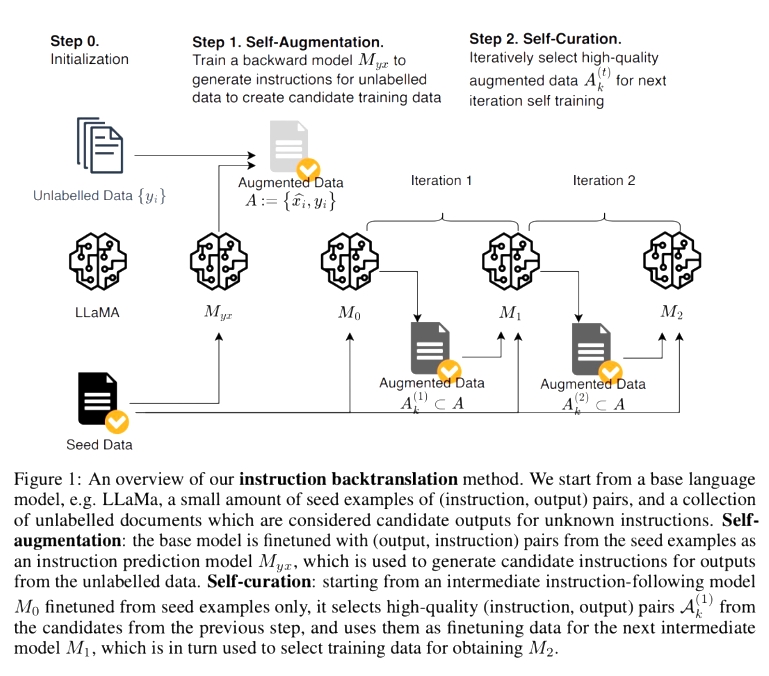 Step 0.
Initialization
Step 1. Self-Augmentation.
Train a backward model $M_{yx}$ to
generate instructions for unlabelled
data to create candidate training data
Step 2. Self-Curation.
Iteratively select high-quality
augmented data $A_k^{(t)}$ for next
iteration self training
Unlabelled Data $\{y_i\}$
Augmented Data
$A := \{\widehat{x}_i, y_i\}$
Iteration 1
Iteration 2
LLaMA
$M_{yx}$
$M_0$
$M_1$
$M_2$
Augmented Data
$A_k^{(1)} \subset A$
Augmented Data
$A_k^{(2)} \subset A$
Seed Data
Figure 1: An overview of our instruction backtranslation method. We start from a base language
model, e.g. LLaMa, a small amount of seed examples of (instruction, output) pairs, and a collection
of unlabelled documents which are considered candidate outputs for unknown instructions. Self-
augmentation: the base model is finetuned with (output, instruction) pairs from the seed examples as
an instruction prediction model $M_{yx}$, which is used to generate candidate instructions for outputs
from the unlabelled data. Self-curation: starting from an intermediate instruction-following model
$M_0$ finetuned from seed examples only, it selects high-quality (instruction, output) pairs $\mathcal{A}_k^{(1)}$ from
the candidates from the previous step, and uses them as finetuning data for the next intermediate
model $M_1$, which is in turn used to select training data for obtaining $M_2$.